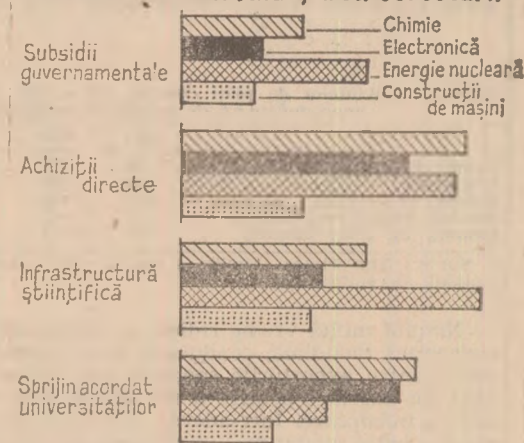 Subsidii
guvernamentale
Chimie
Electronică
Energie nucleară
Construcții
de mașini
Achiziții
directe
Infrastructură
științifică
Sprijin acordat
universităților